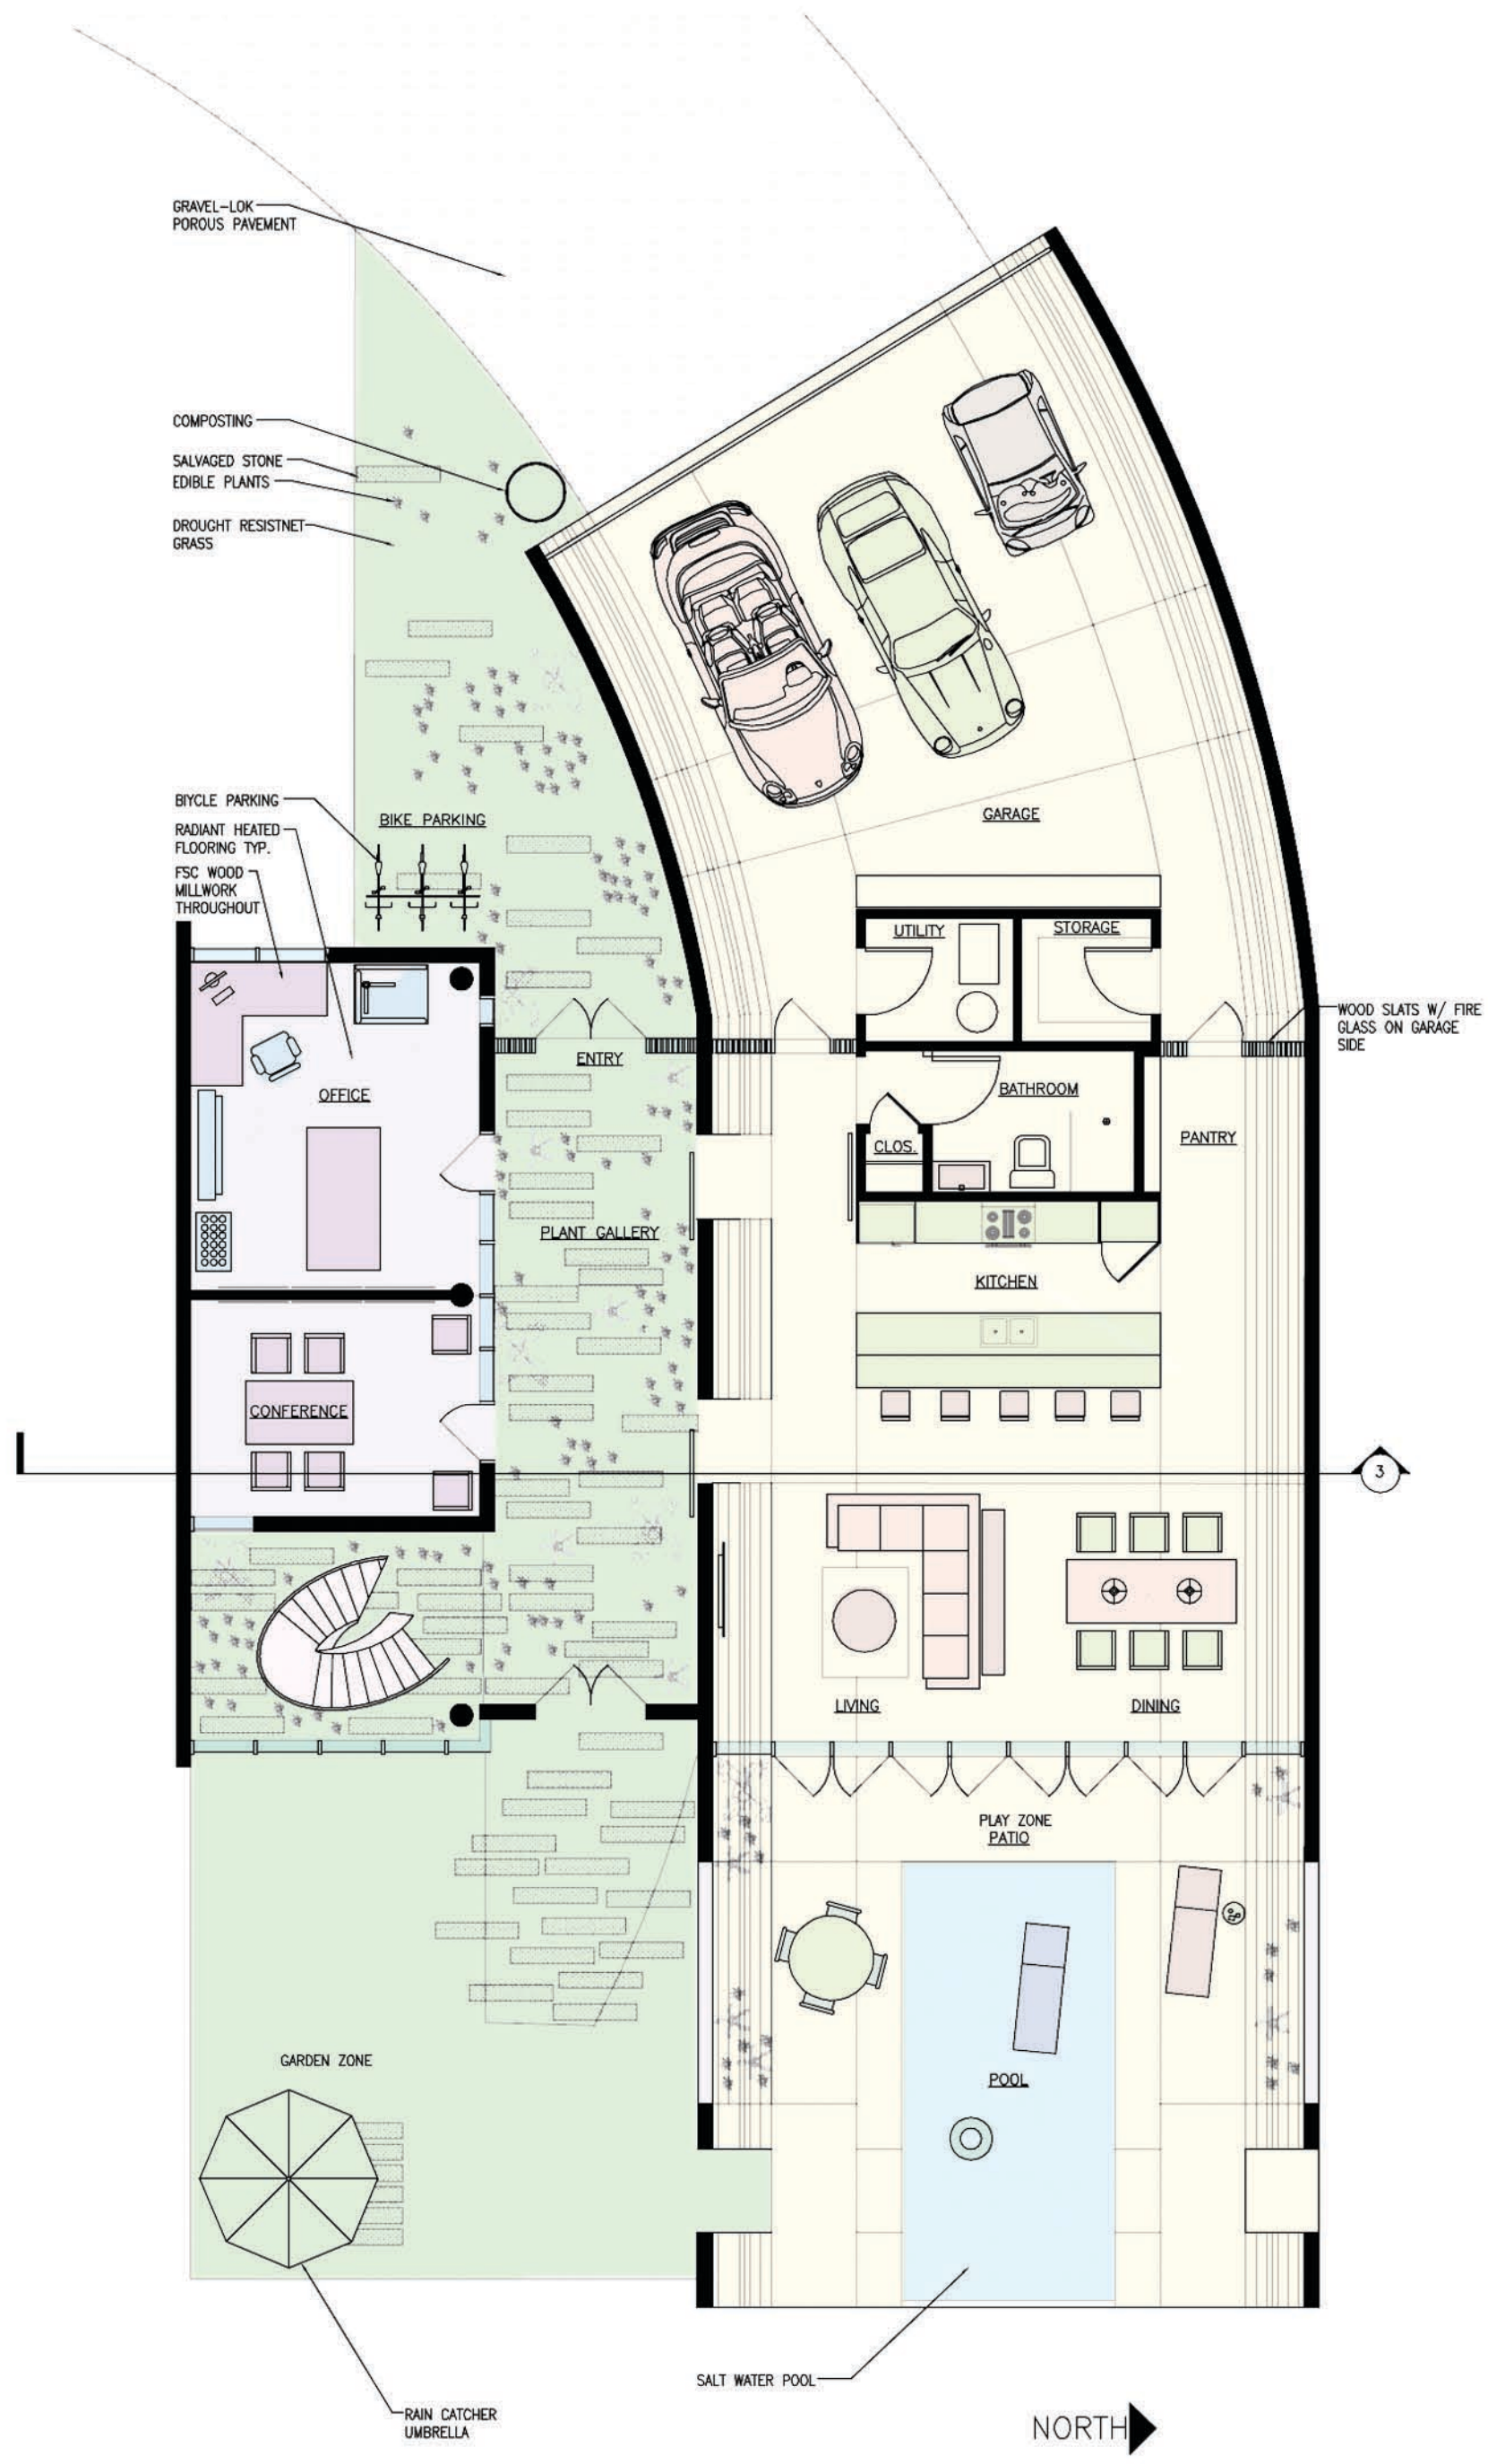 GRAVEL-LOK
POROUS PAVEMENT
COMPOSTING
SALVAGED STONE
EDIBLE PLANTS
DROUGHT RESISTNET
GRASS
BIYCLE PARKING
RADIANT HEATED
FLOORING TYP.
FSC WOOD
MILLWORK
THROUGHOUT
BIKE PARKING
GARAGE
UTILITY
STORAGE
WOOD SLATS W/ FIRE
GLASS ON GARAGE
SIDE
ENTRY
OFFICE
BATHROOM
CLOS.
PANTRY
PLANT GALLERY
KITCHEN
CONFERENCE
3
LIVING
DINING
PLAY ZONE
PATIO
GARDEN ZONE
POOL
SALT WATER POOL
RAIN CATCHER
UMBRELLA
NORTH